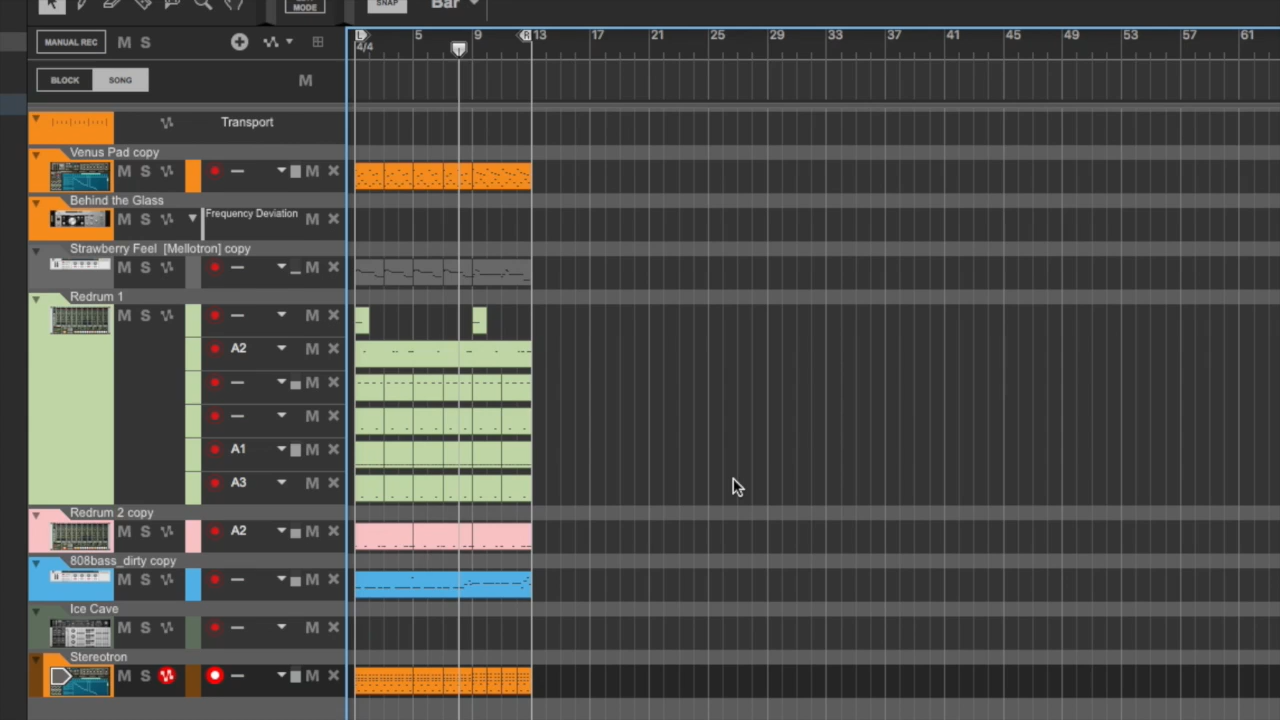 MODE
SNAP
Bar
MANUAL REC M S
L 5 9 R 13 17 21 25 29 33 37 41 45 49 53 57 61
4/4
BLOCK SONG M
Transport
Venus Pad copy
M S M
Behind the Glass
M S Frequency Deviation M
Strawberry Feel [Mellotron] copy
M S M
Redrum 1
M S M
A2 M
M
M
A1 M
A3 M
Redrum 2 copy
M S A2 M
808bass_dirty copy
M S M
Ice Cave
M S M
Stereotron
M S M